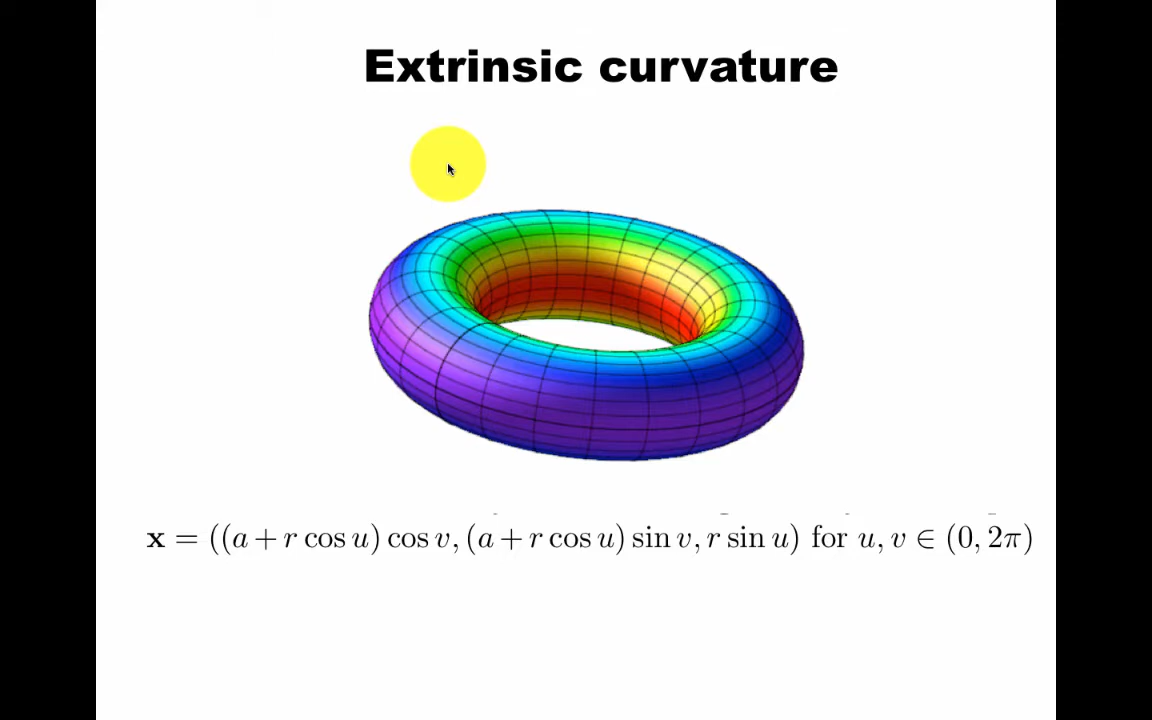 Extrinsic curvature
x = ((a + r cos u) cos v, (a + r cos u) sin v, r sin u) for u, v ∈ (0, 2π)